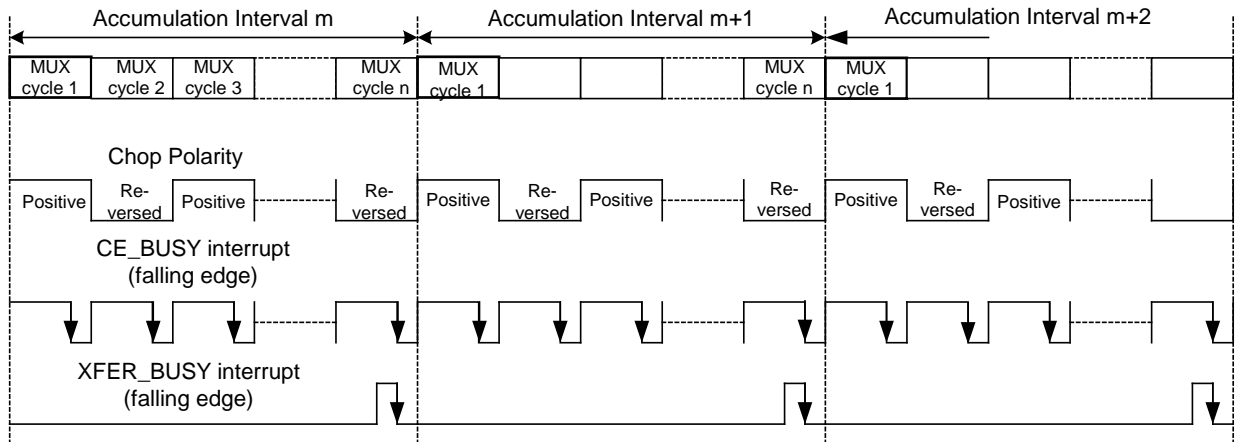 Accumulation Interval m
Accumulation Interval m+1
Accumulation Interval m+2
MUX
cycle 1
MUX
cycle 2
MUX
cycle 3
MUX
cycle n
MUX
cycle 1
MUX
cycle n
MUX
cycle 1
Chop Polarity
Positive
Re-
versed
Positive
Re-
versed
Positive
Re-
versed
Positive
Re-
versed
Positive
Re-
versed
Positive
CE_BUSY interrupt
(falling edge)
XFER_BUSY interrupt
(falling edge)